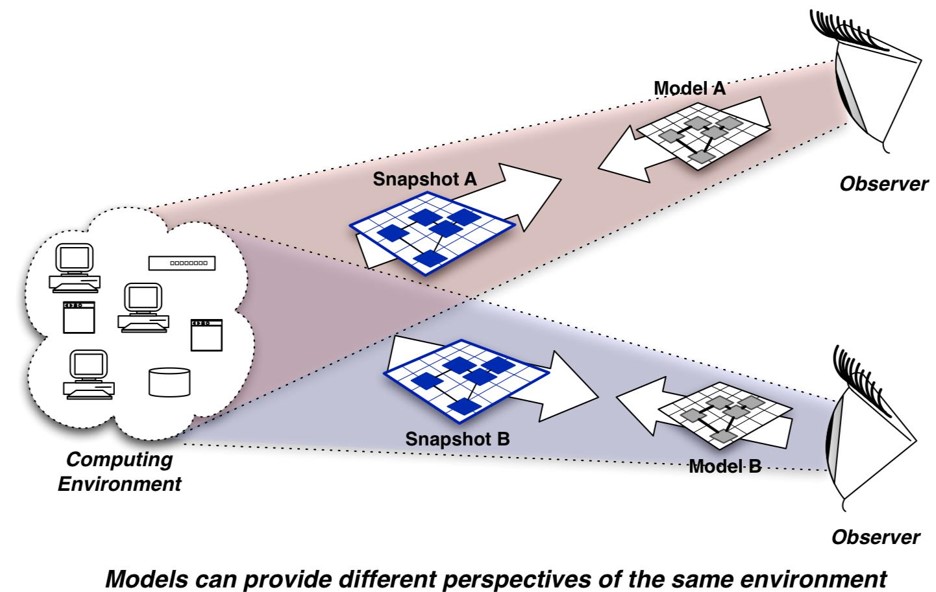 Model A
Snapshot A
Observer
Snapshot B
Model B
Computing
Environment
Observer
Models can provide different perspectives of the same environment